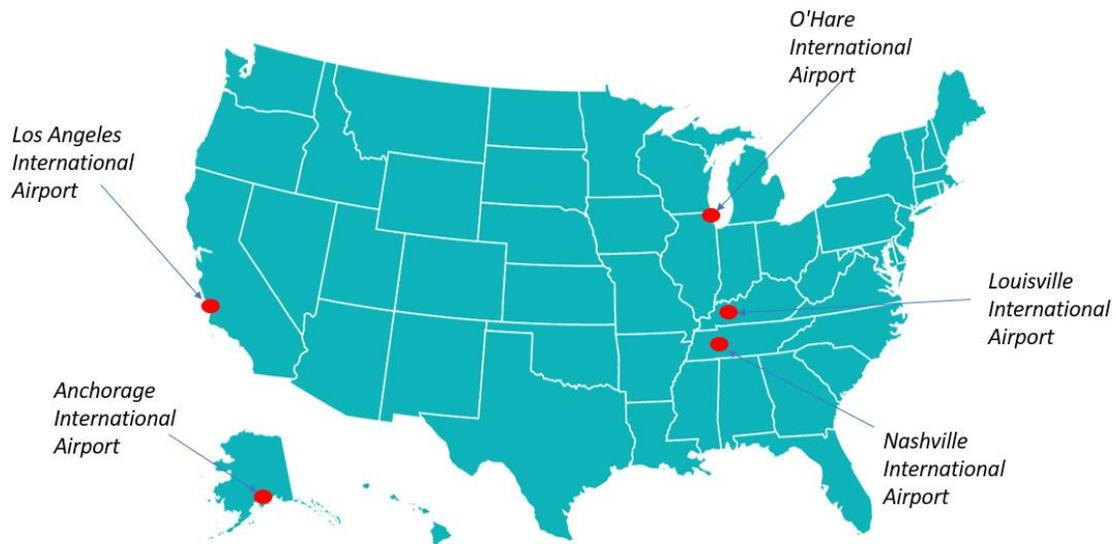 O'Hare
International
Airport
Los Angeles
International
Airport
Louisville
International
Airport
Anchorage
International
Airport
Nashville
International
Airport